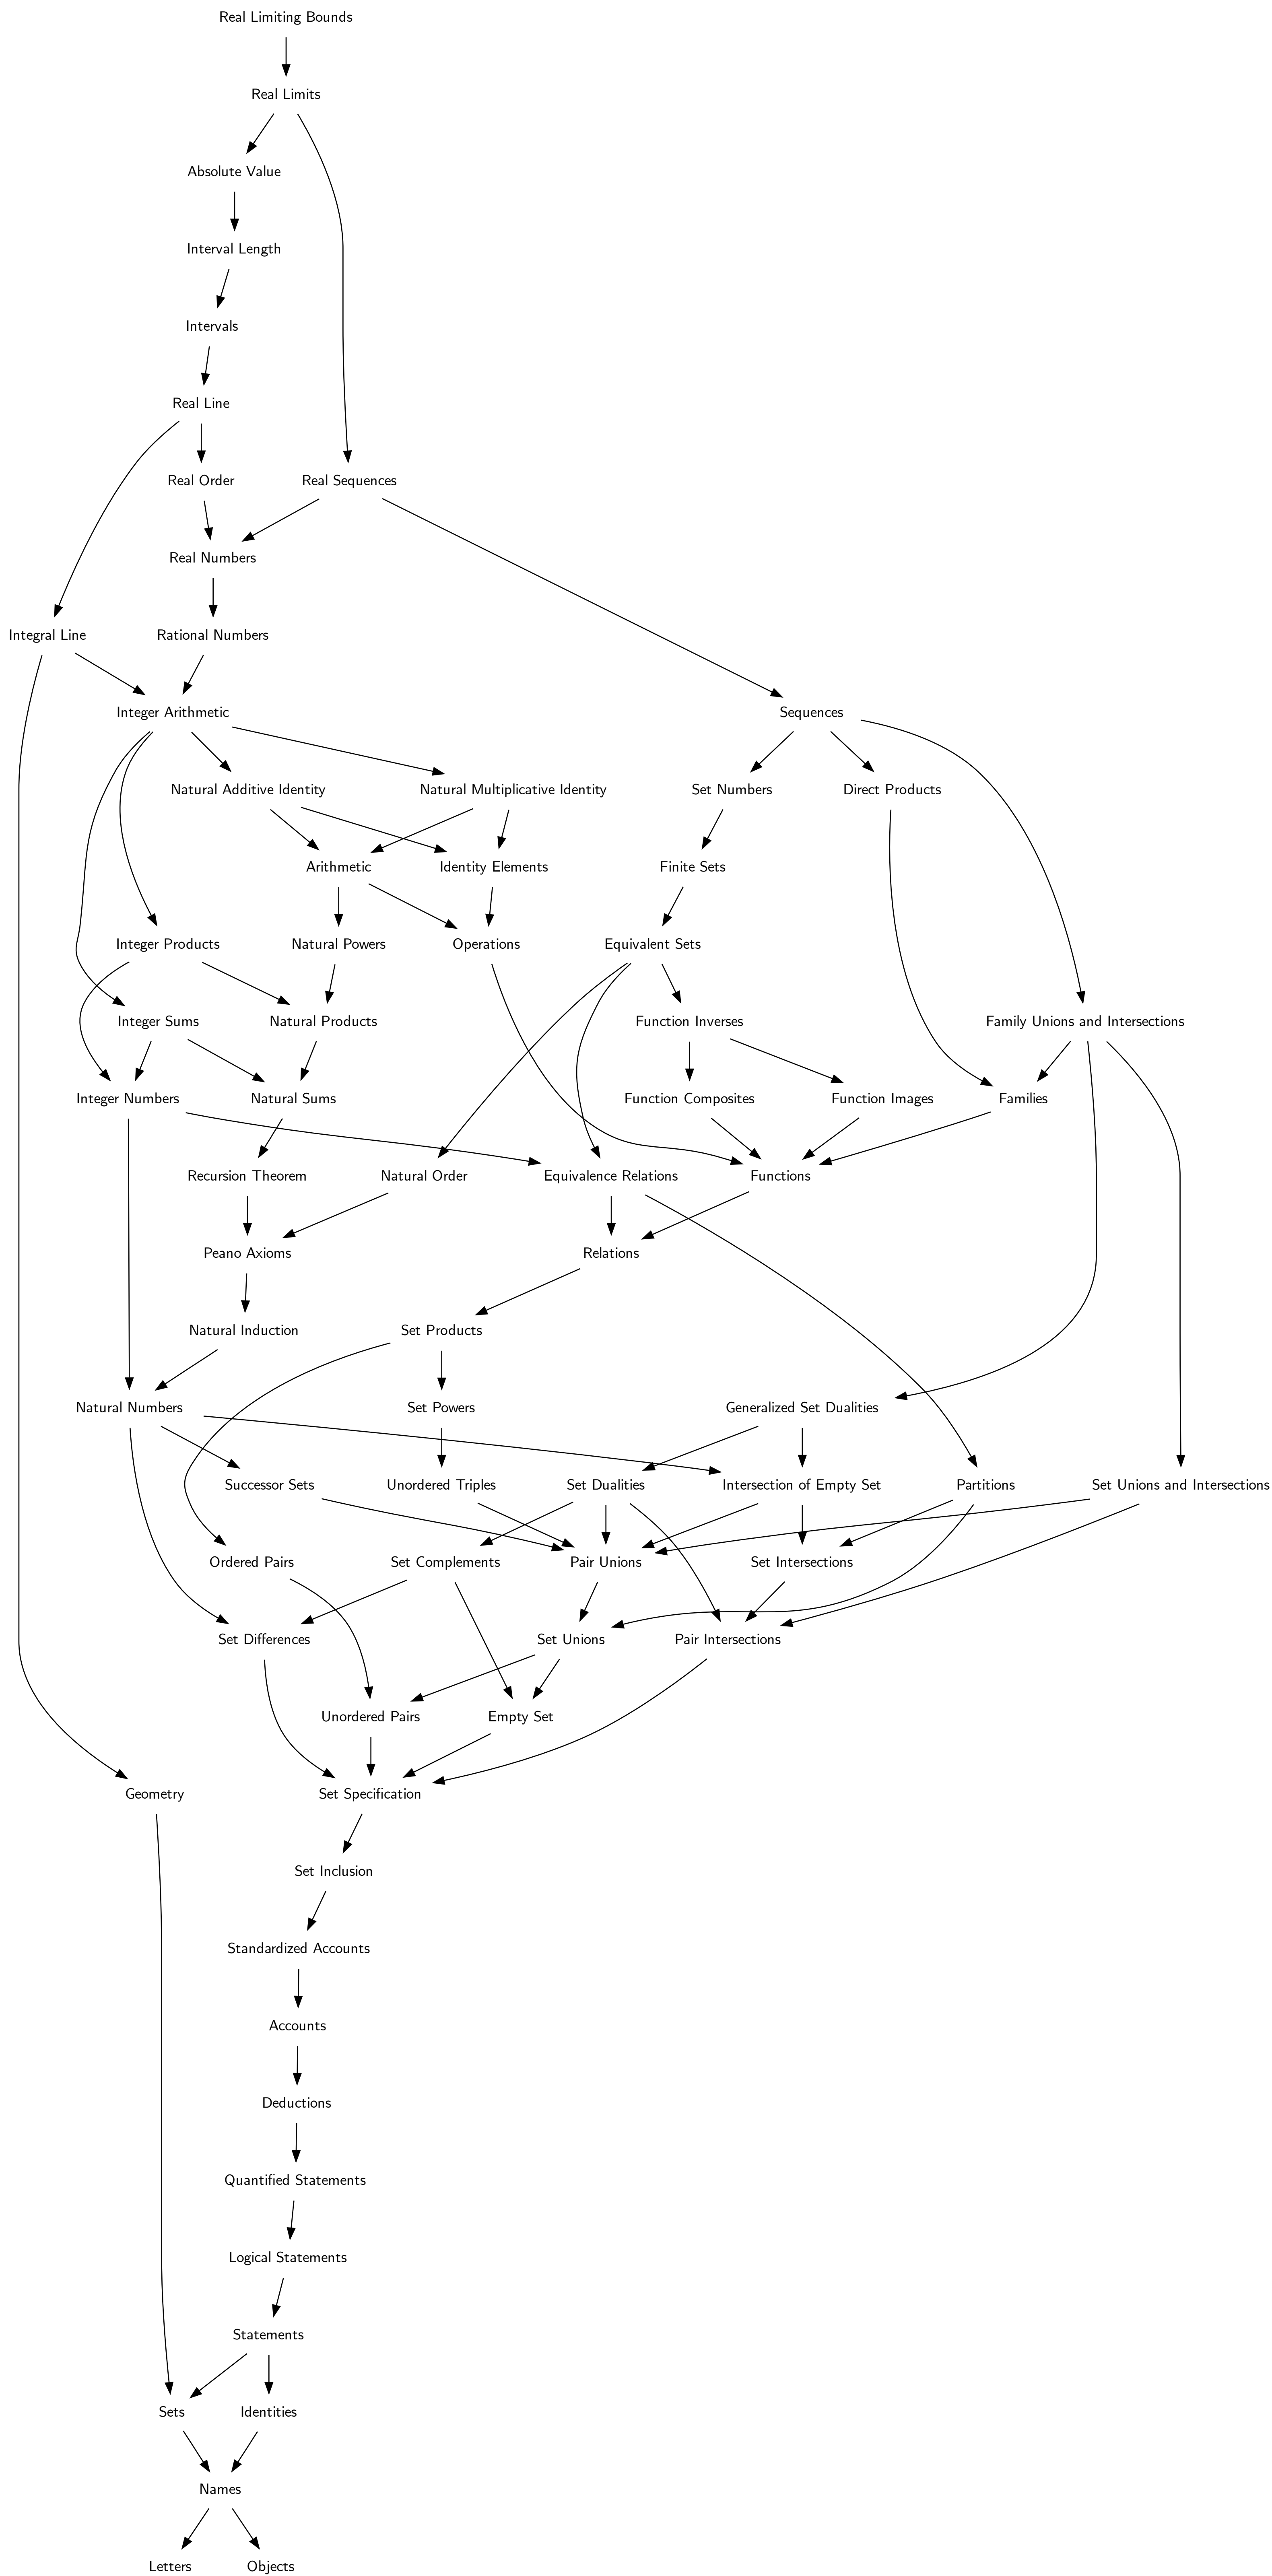 Real Limiting Bounds
Real Limits
Absolute Value
Interval Length
Intervals
Real Line
Real Order
Real Sequences
Real Numbers
Integral Line
Rational Numbers
Integer Arithmetic
Sequences
Natural Additive Identity
Natural Multiplicative Identity
Set Numbers
Direct Products
Arithmetic
Identity Elements
Finite Sets
Integer Products
Natural Powers
Operations
Equivalent Sets
Integer Sums
Natural Products
Function Inverses
Family Unions and Intersections
Integer Numbers
Natural Sums
Function Composites
Function Images
Families
Recursion Theorem
Natural Order
Equivalence Relations
Functions
Peano Axioms
Relations
Natural Induction
Set Products
Natural Numbers
Set Powers
Generalized Set Dualities
Successor Sets
Unordered Triples
Set Dualities
Intersection of Empty Set
Partitions
Set Unions and Intersections
Ordered Pairs
Set Complements
Pair Unions
Set Intersections
Set Differences
Set Unions
Pair Intersections
Unordered Pairs
Empty Set
Geometry
Set Specification
Set Inclusion
Standardized Accounts
Accounts
Deductions
Quantified Statements
Logical Statements
Statements
Sets
Identities
Names
Letters
Objects